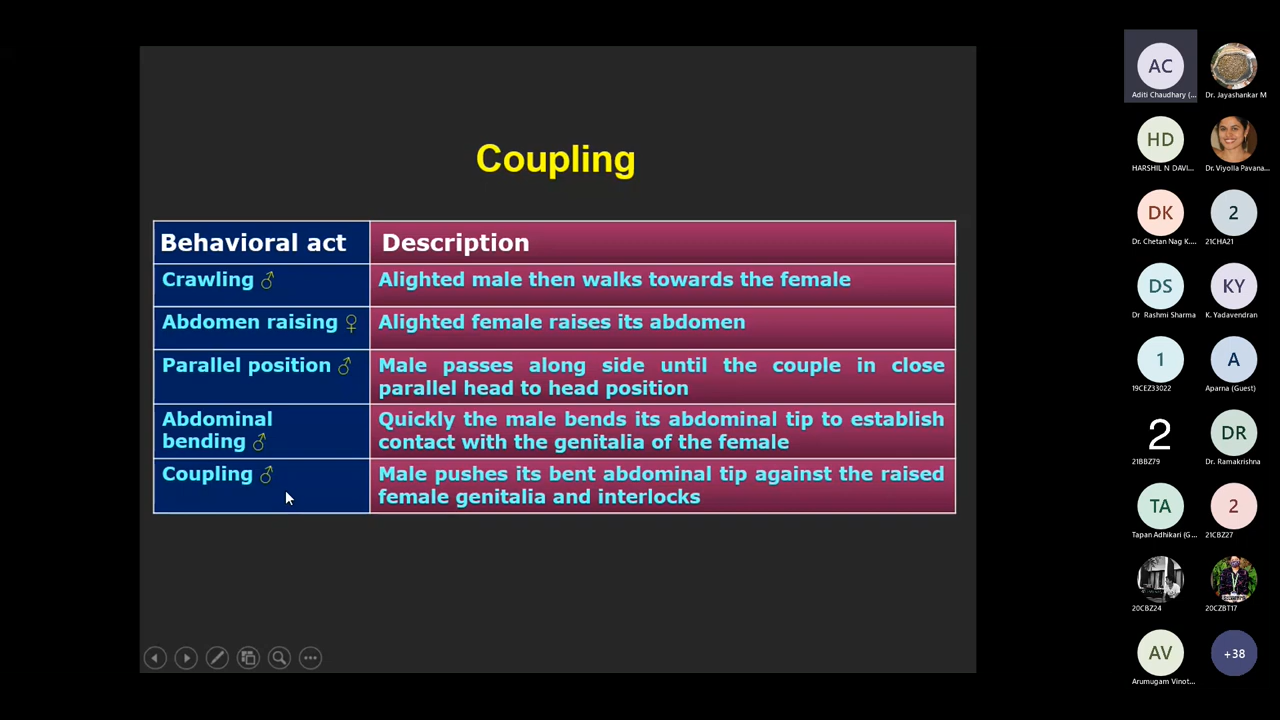 Coupling
Behavioral act
Description
Crawling ♂
Alighted male then walks towards the female
Abdomen raising ♀
Alighted female raises its abdomen
Parallel position ♂
Male passes along side until the couple in close
parallel head to head position
Abdominal
bending ♂
Quickly the male bends its abdominal tip to establish
contact with the genitalia of the female
Coupling ♂
Male pushes its bent abdominal tip against the raised
female genitalia and interlocks
AC
Aditi Chaudhary (...
Dr. Jayashankar M
HD
HARSHIL N DAVI...
Dr. Viyolla Pavana...
DK
Dr. Chetan Nag K....
2
21CHA21
DS
Dr Rashmi Sharma
KY
K. Yadavendran
1
19CEZ33022
A
Aparna (Guest)
2
21BBZ79
DR
Dr. Ramakrishna
TA
Tapan Adhikari (G...
2
21CBZ27
20CBZ24
20CZBT17
AV
Arumugam Vinot...
+38